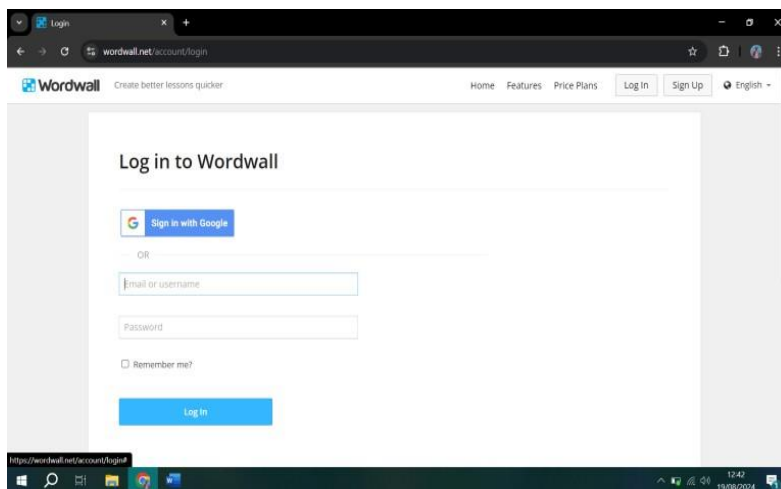 Login
wordwall.net/account/login
Wordwall Create better lessons quicker Home Features Price Plans Log In Sign Up English
Log in to Wordwall
Sign in with Google
OR
Email or username
Password
Remember me?
Log In
https://wordwall.net/account/login#
12:42
19/08/2024